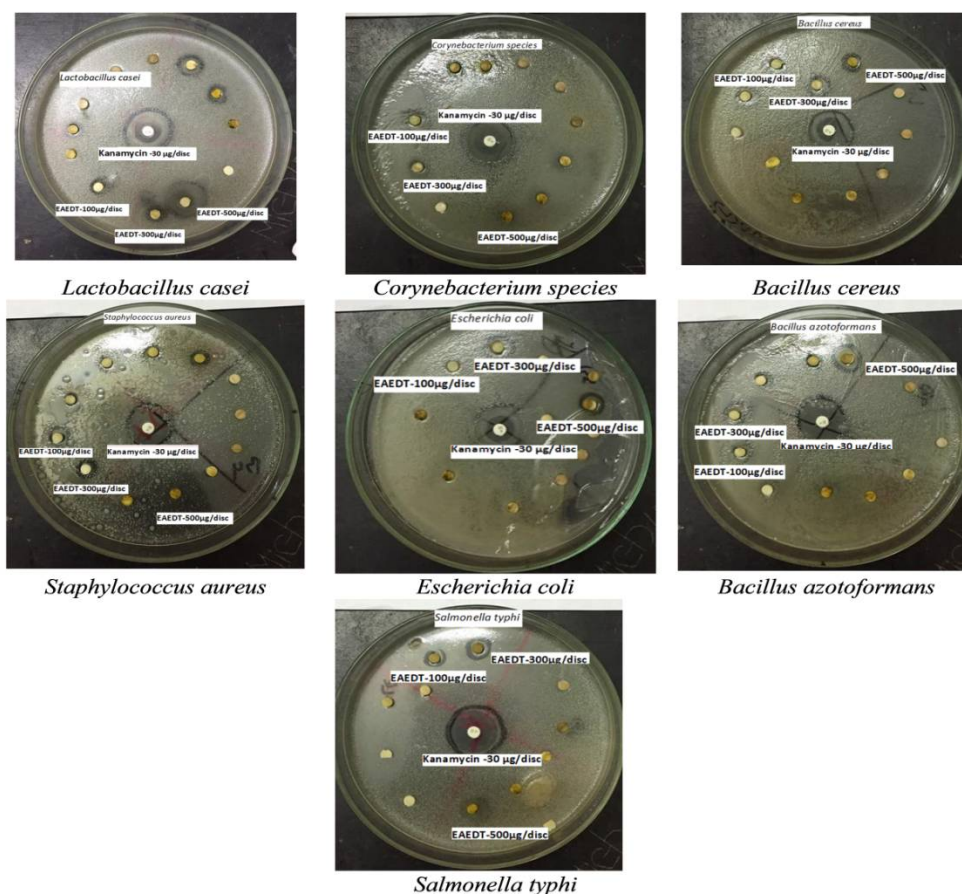 Lactobacillus casei
Kanamycin -30 µg/disc
EAEDT-100µg/disc
EAEDT-500µg/disc
EAEDT-300µg/disc
Lactobacillus casei
Corynebacterium species
Kanamycin -30 µg/disc
EAEDT-100µg/disc
EAEDT-300µg/disc
EAEDT-500µg/disc
Corynebacterium species
Bacillus cereus
EAEDT-100µg/disc
EAEDT-500µg/disc
EAEDT-300µg/disc
Kanamycin -30 µg/disc
Bacillus cereus
Staphylococcus aureus
EAEDT-100µg/disc
Kanamycin -30 µg/disc
EAEDT-300µg/disc
EAEDT-500µg/disc
Staphylococcus aureus
Escherichia coli
EAEDT-300µg/disc
EAEDT-100µg/disc
EAEDT-500µg/disc
Kanamycin -30 µg/disc
Escherichia coli
Bacillus azotoformans
EAEDT-500µg/disc
EAEDT-300µg/disc
Kanamycin -30 µg/disc
EAEDT-100µg/disc
Bacillus azotoformans
Salmonella typhi
EAEDT-300µg/disc
EAEDT-100µg/disc
Kanamycin -30 µg/disc
EAEDT-500µg/disc
Salmonella typhi